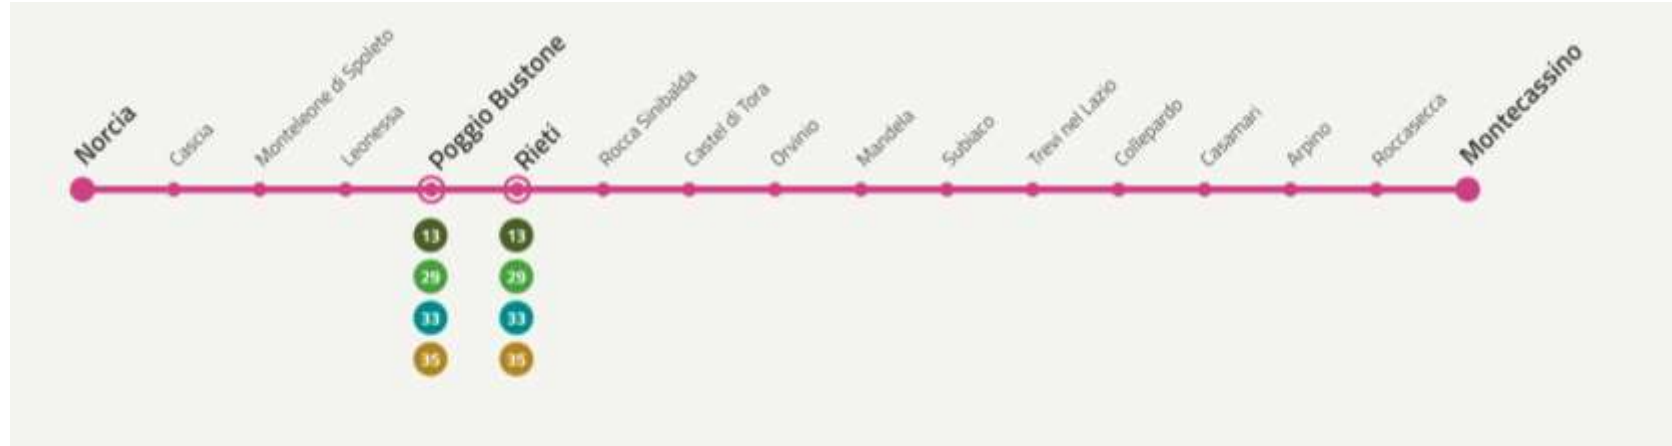 Norcia
Cascia
Monteleone di Spoleto
Leonessa
Poggio Bustone
Rieti
Rocca Sinibalda
Castel di Tora
Orvinio
Mandela
Subiaco
Trevi nel Lazio
Collepardo
Casamari
Arpino
Roccasecca
Montecassino
13 13
29 29
33 33
35 35